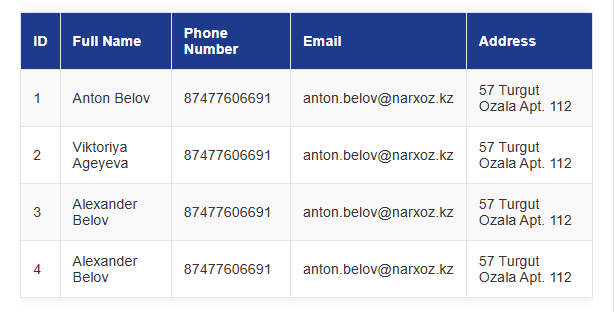 ID Full Name Phone Number Email Address
1 Anton Belov 87477606691 anton.belov@narxoz.kz 57 Turgut Ozala Apt. 112
2 Viktoriya Ageyeva 87477606691 anton.belov@narxoz.kz 57 Turgut Ozala Apt. 112
3 Alexander Belov 87477606691 anton.belov@narxoz.kz 57 Turgut Ozala Apt. 112
4 Alexander Belov 87477606691 anton.belov@narxoz.kz 57 Turgut Ozala Apt. 112